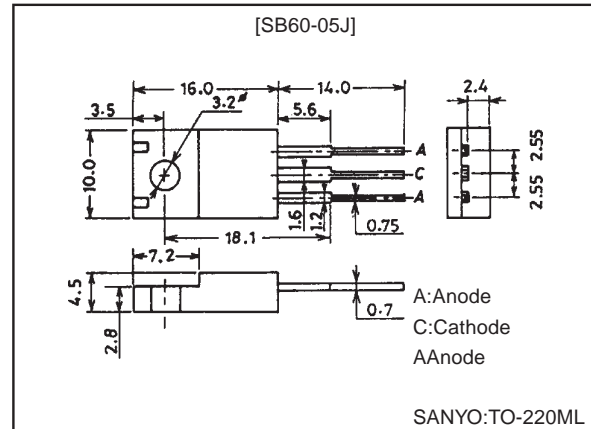 [SB60-05J]
16.0
14.0
3.5
3.2ø
5.6
2.4
10.0
A
C
A
2.55
2.55
1.6
1.2
0.75
18.1
7.2
4.5
2.8
0.7
A:Anode
C:Cathode
AAnode
SANYO:TO-220ML